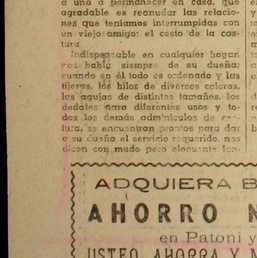 a una a permanecer en casa, que
agradable es reanudar las relacio-
nes que teníamos interrumpidas con
un viejo amigo: el cesto de la cos-
tura
Indispensable en cualquier hogar,
nos habla siempre de su dueña;
cuando en él todo es ordenado y las
tijeras, los hilos de diversos colores,
las agujas de distintos tamaños, los
dedales para diferentes usos y to-
dos los demás adminículos de cos-
tura, se encuentran prontos para dar
a su dueña el servicio requerido, nos
dicen con mudo pero elocuente len-
ADQUIERA B
AHORRO N
en Patoni y
USTED AHORRA Y